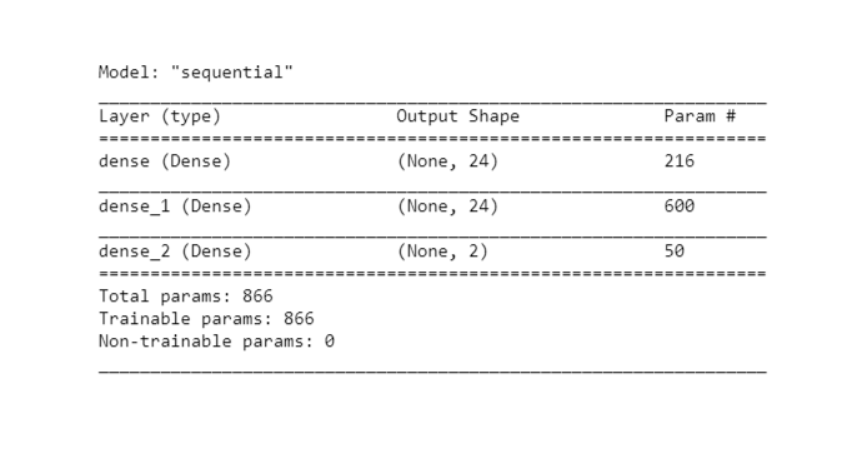 Model: "sequential"
Layer (type) Output Shape Param #
dense (Dense) (None, 24) 216
dense_1 (Dense) (None, 24) 600
dense_2 (Dense) (None, 2) 50
Total params: 866
Trainable params: 866
Non-trainable params: 0